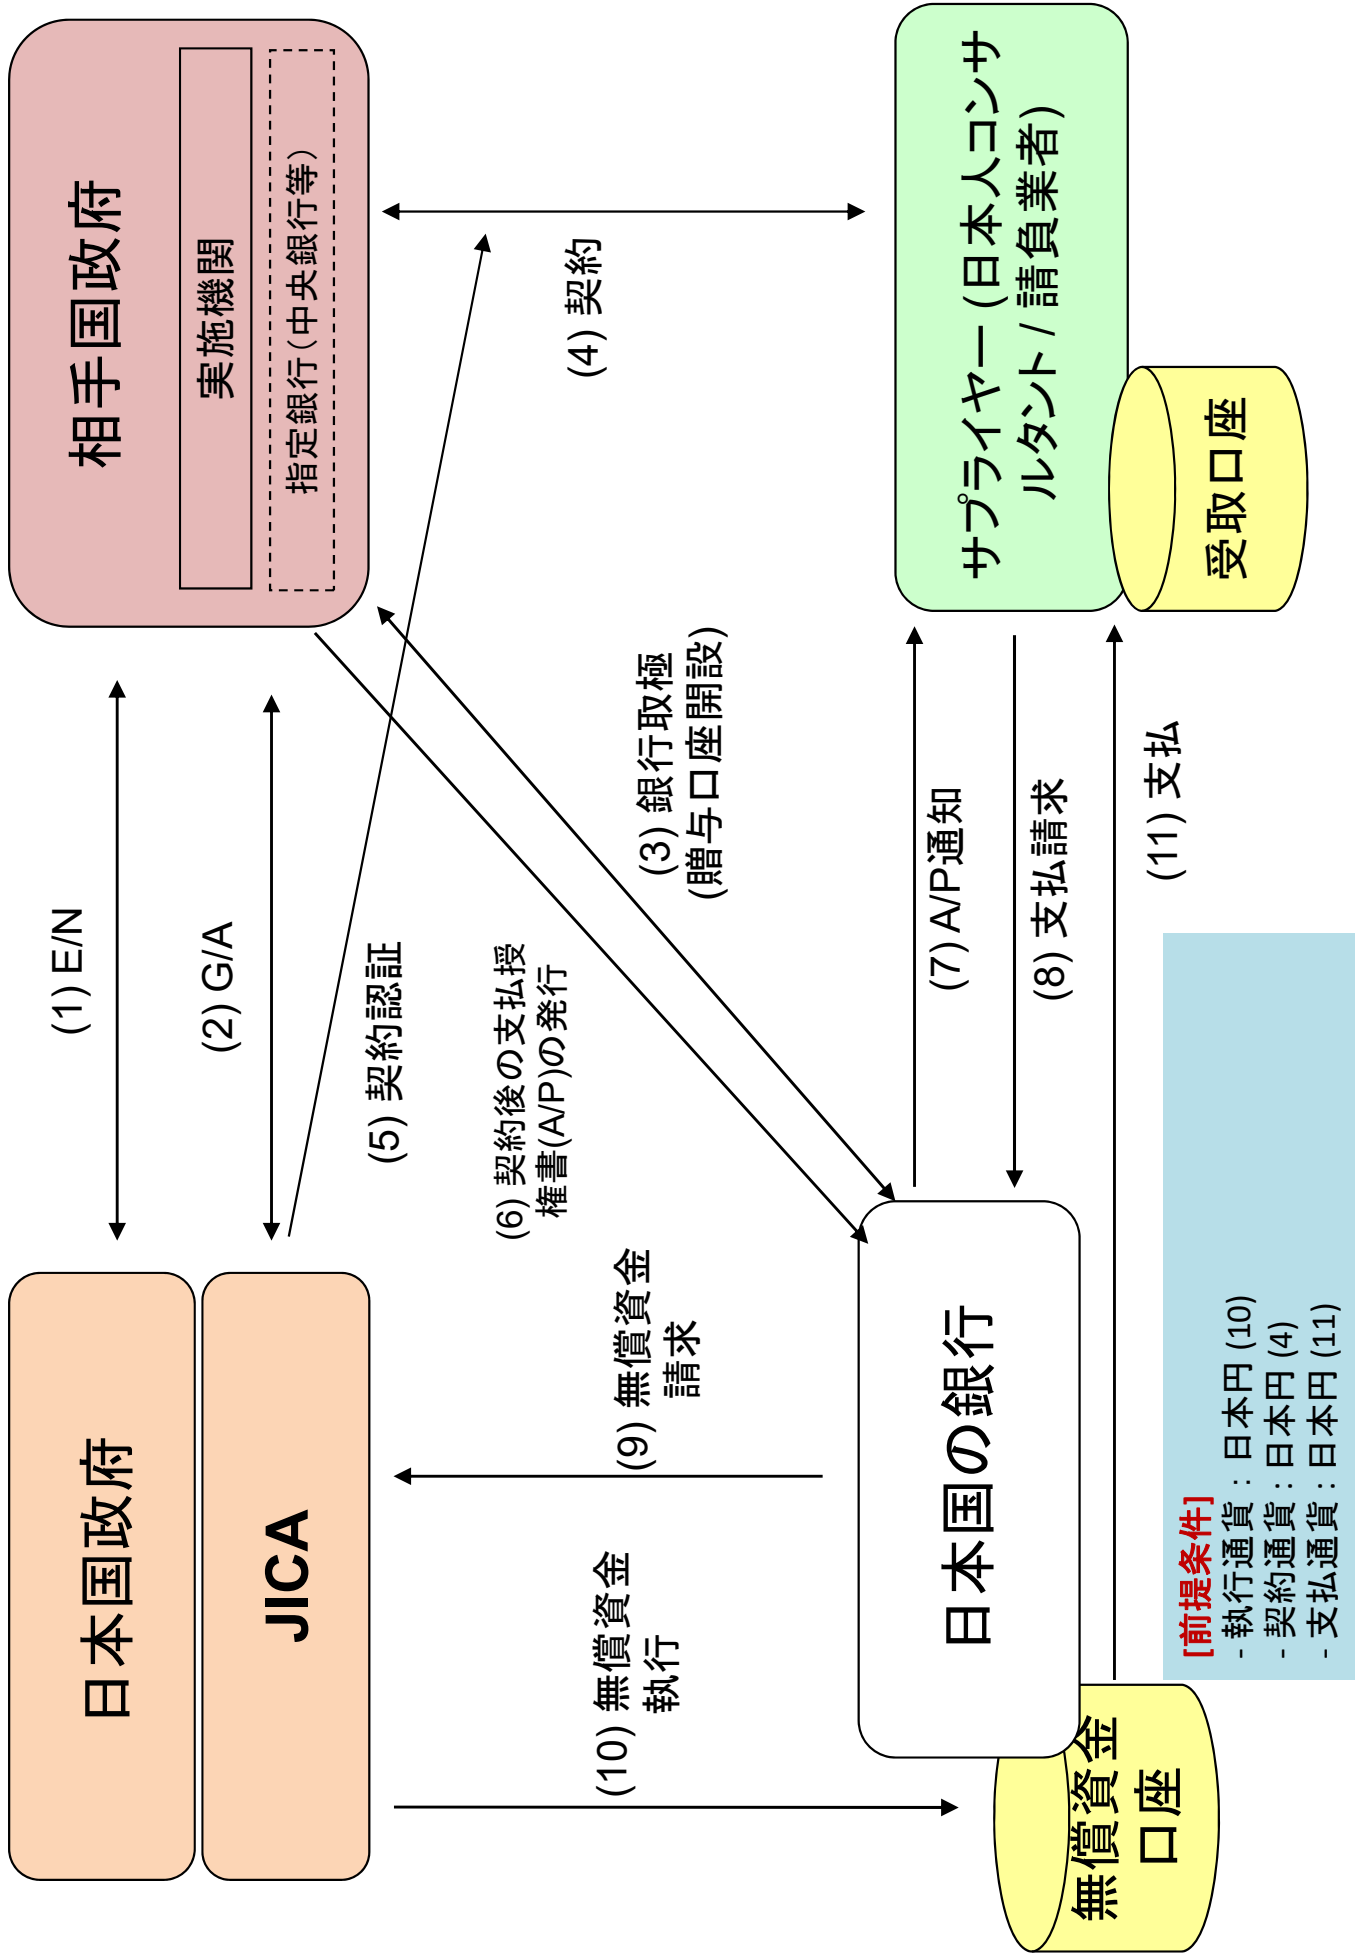 日本国政府
JICA
(1) E/N
(2) G/A
相手国政府
実施機関
指定銀行(中央銀行等)
(5) 契約認証
(6) 契約後の支払授
権書(A/P)の発行
(3) 銀行取極
(贈与口座開設)
(4) 契約
(9) 無償資金
請求
(10) 無償資金
執行
日本国の銀行
無償資金
口座
(7) A/P通知
(8) 支払請求
(11) 支払
サプライヤー (日本人コンサ
ルタント / 請負業者)
受取口座
[前提条件]
- 執行通貨：日本円 (10)
- 契約通貨：日本円 (4)
- 支払通貨：日本円 (11)